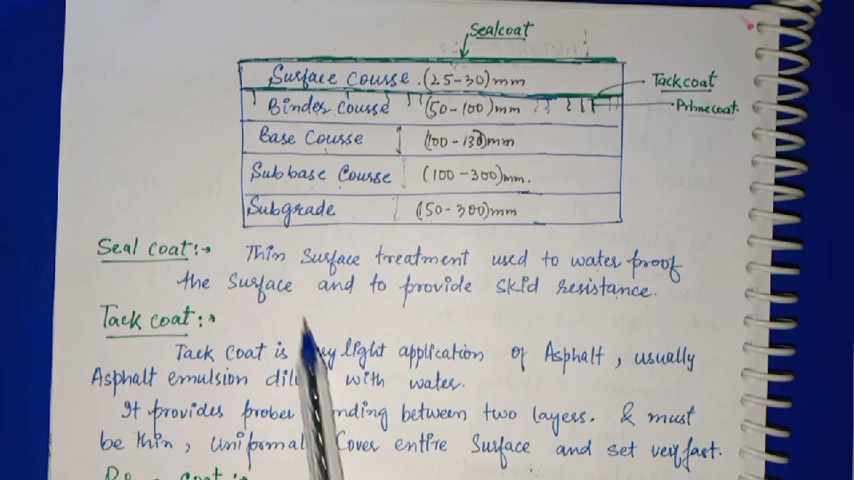 Sealcoat
Surface Course (25-30)mm
Tackcoat
Binder Course (50-100)mm
Primecoat.
Base Course (100-130)mm
Subbase Course (100-300)mm.
Subgrade (150-300)mm
Seal coat:→ Thin Surface treatment used to water proof
the Surface and to provide Skid resistance.
Tack coat:→
Tack Coat is light application of Asphalt, usually
Asphalt emulsion with water.
It provides prober between two layers. & must
be thin, Uniformal Cover entire Surface and set very fast.
coat:-